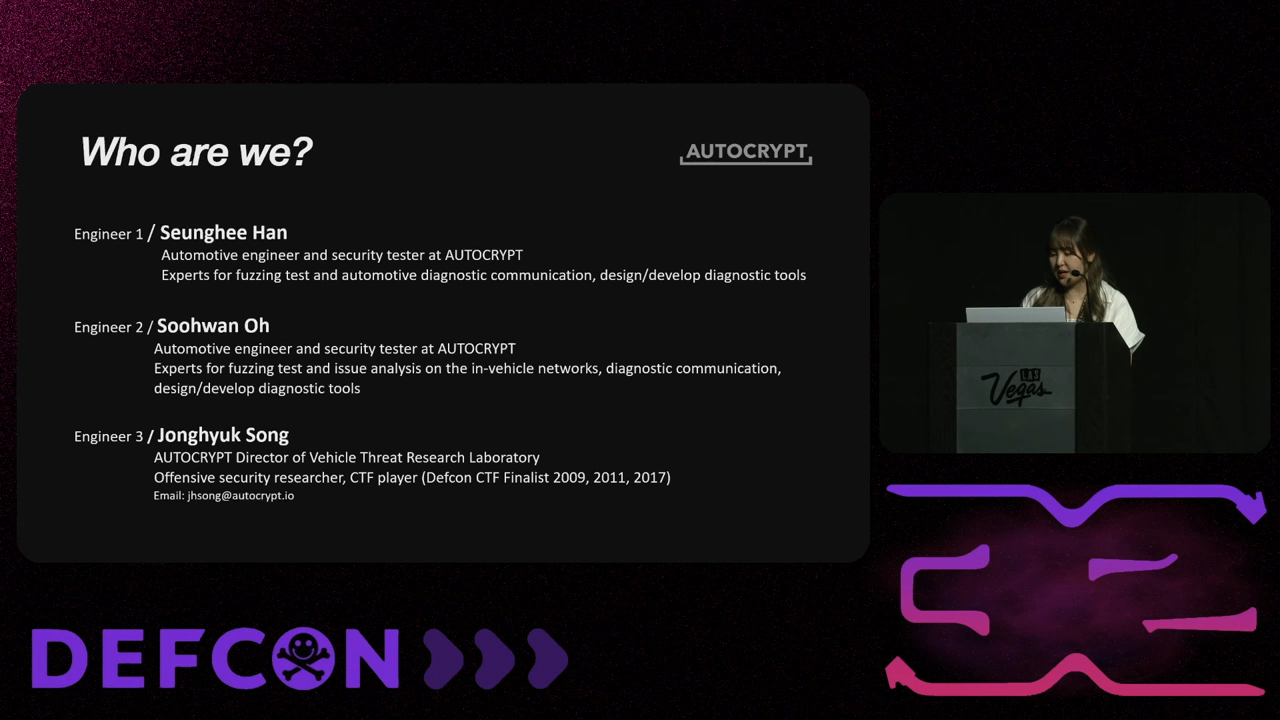 Who are we?
AUTOCRYPT
Engineer 1 / Seunghee Han
Automotive engineer and security tester at AUTOCRYPT
Experts for fuzzing test and automotive diagnostic communication, design/develop diagnostic tools
Engineer 2 / Soohwan Oh
Automotive engineer and security tester at AUTOCRYPT
Experts for fuzzing test and issue analysis on the in-vehicle networks, diagnostic communication,
design/develop diagnostic tools
Engineer 3 / Jonghyuk Song
AUTOCRYPT Director of Vehicle Threat Research Laboratory
Offensive security researcher, CTF player (Defcon CTF Finalist 2009, 2011, 2017)
Email: jhsong@autocrypt.io
LAS
Vegas
DEFCON